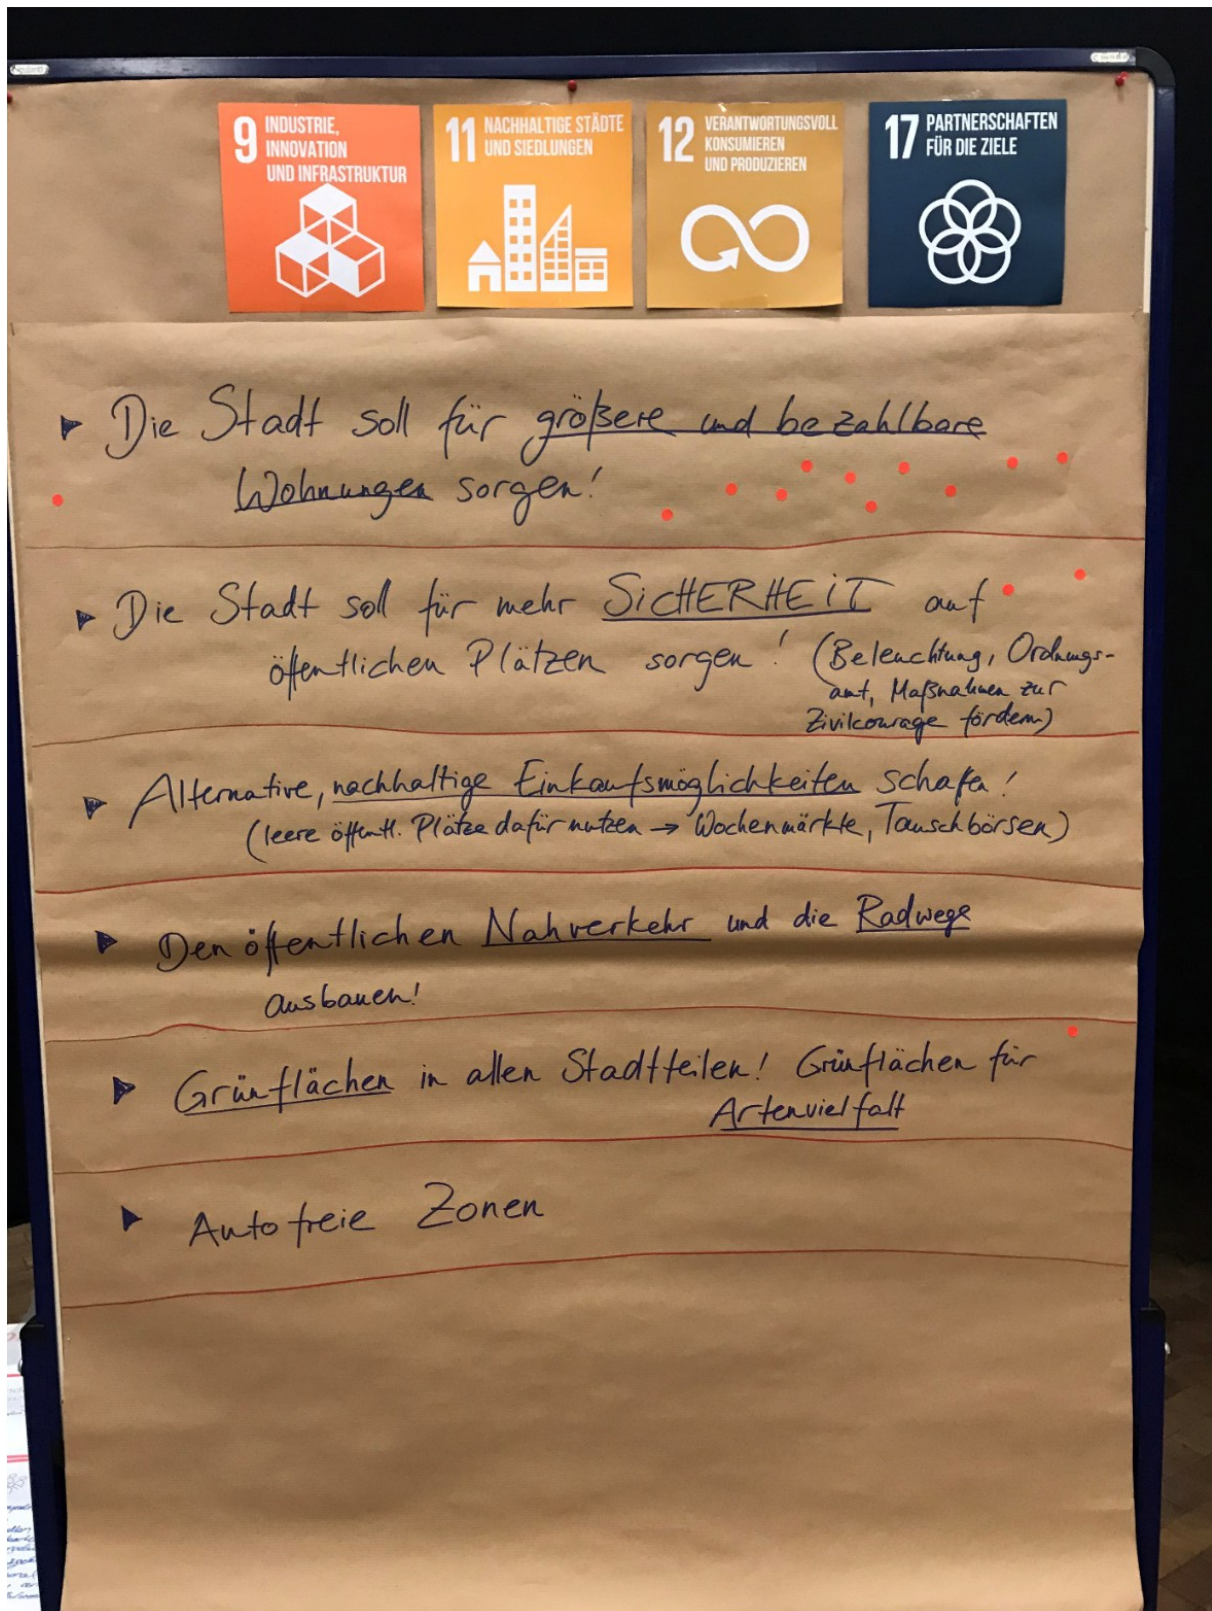 9 INDUSTRIE,
INNOVATION
UND INFRASTRUKTUR
11 NACHHALTIGE STÄDTE
UND SIEDLUNGEN
12 VERANTWORTUNGSVOLL
KONSUMIEREN
UND PRODUZIEREN
17 PARTNERSCHAFTEN
FÜR DIE ZIELE
Die Stadt soll für größere und bezahlbare
Wohnungen sorgen!
Die Stadt soll für mehr SiCHERHEiT auf
öffentlichen Plätzen sorgen! (Beleuchtung, Ordnungs-
amt, Maßnahmen zur
Zivilcourage fördern)
Alternative, nachhaltige Einkaufsmöglichkeiten schafen!
(leere öffentl. Plätze dafür nutzen → Wochenmärkte, Tauschbörsen)
Den öffentlichen Nahverkehr und die Radwege
ausbauen!
Grünflächen in allen Stadtteilen! Grünflächen für
Artenvielfalt
Autofreie Zonen